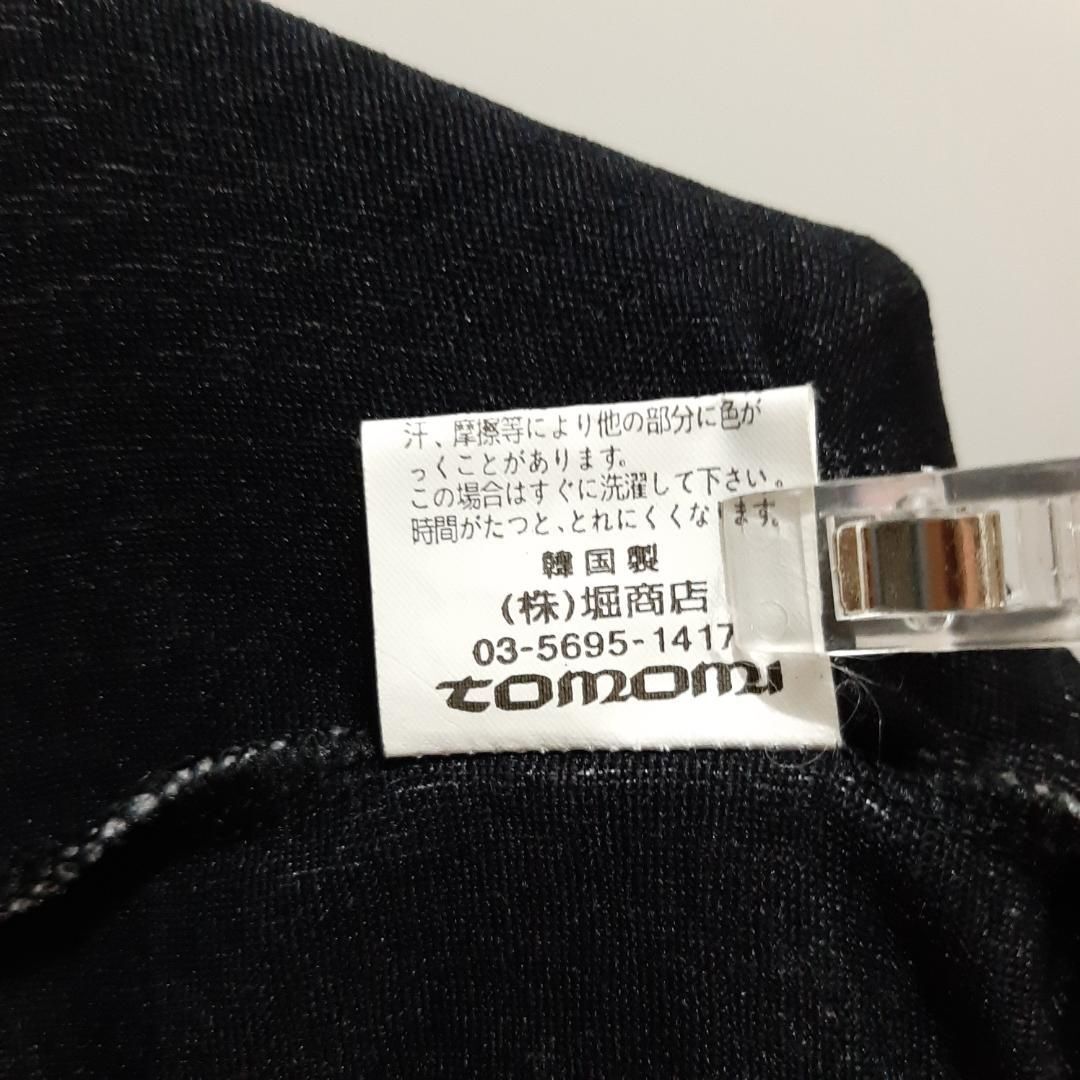 汗、摩擦等により他の部分に色が
っくことがあります。
この場合はすぐに洗濯して下さい。
時間がたつと、とれにくくなります。
韓国製
(株)堀商店
03-5695-1417
tomomi